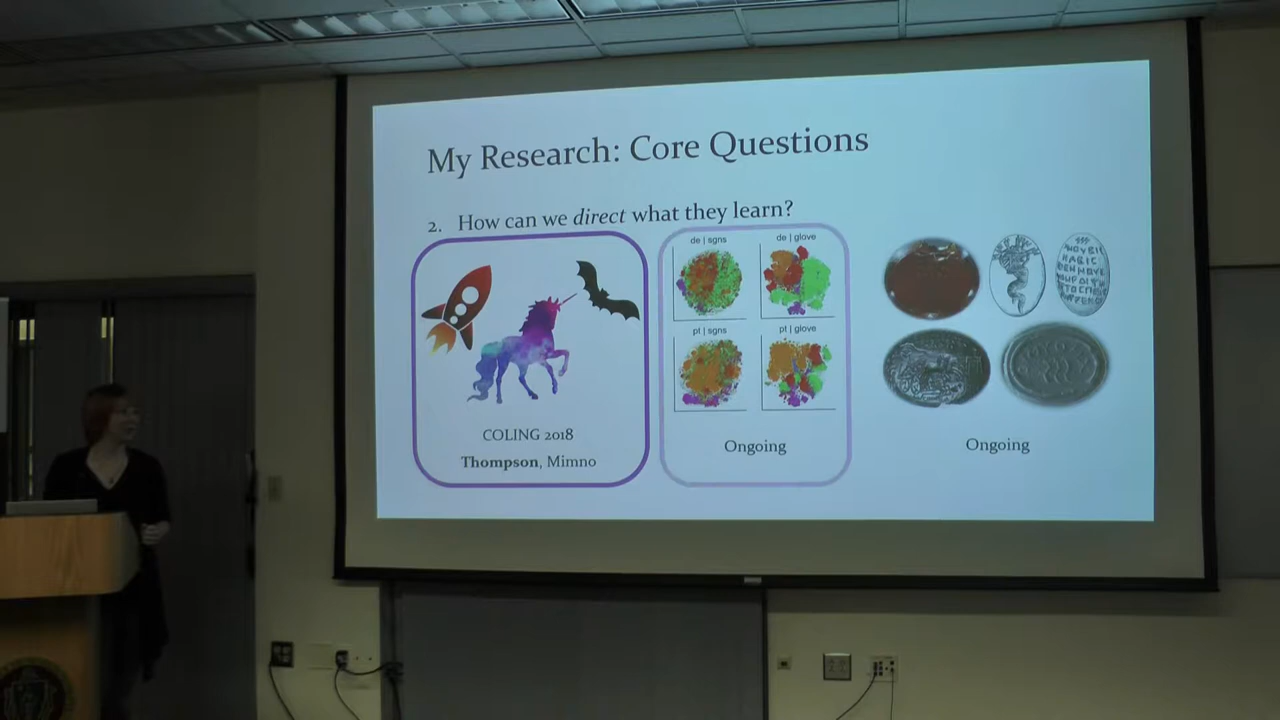 My Research: Core Questions
2. How can we direct what they learn?
de | sgns
de | glove
pt | sgns
pt | glove
COLING 2018
Thompson, Mimno
Ongoing
Ongoing